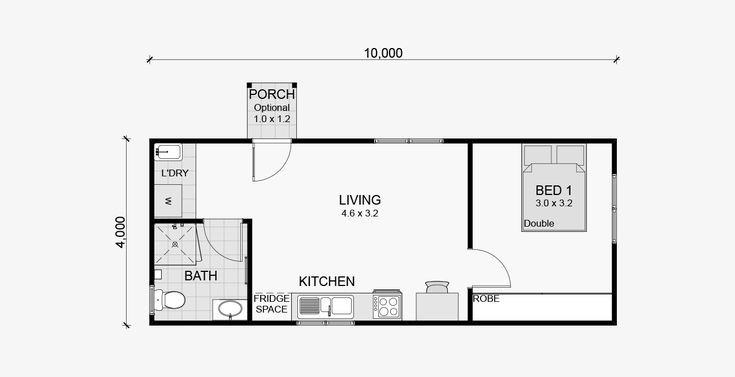 10,000
PORCH
Optional
1.0 x 1.2
4,000
L'DRY
W
LIVING
4.6 x 3.2
BED 1
3.0 x 3.2
Double
BATH
KITCHEN
FRIDGE
SPACE
ROBE